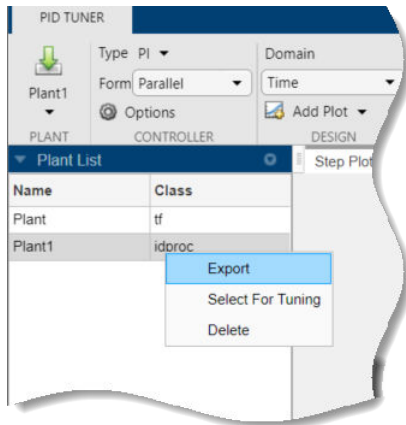 PID TUNER
Type PI
Domain
Plant1
Form Parallel
Time
Options
Add Plot
PLANT
CONTROLLER
DESIGN
Plant List
Step Plot
Name Class
Plant tf
Plant1 idproc
Export
Select For Tuning
Delete